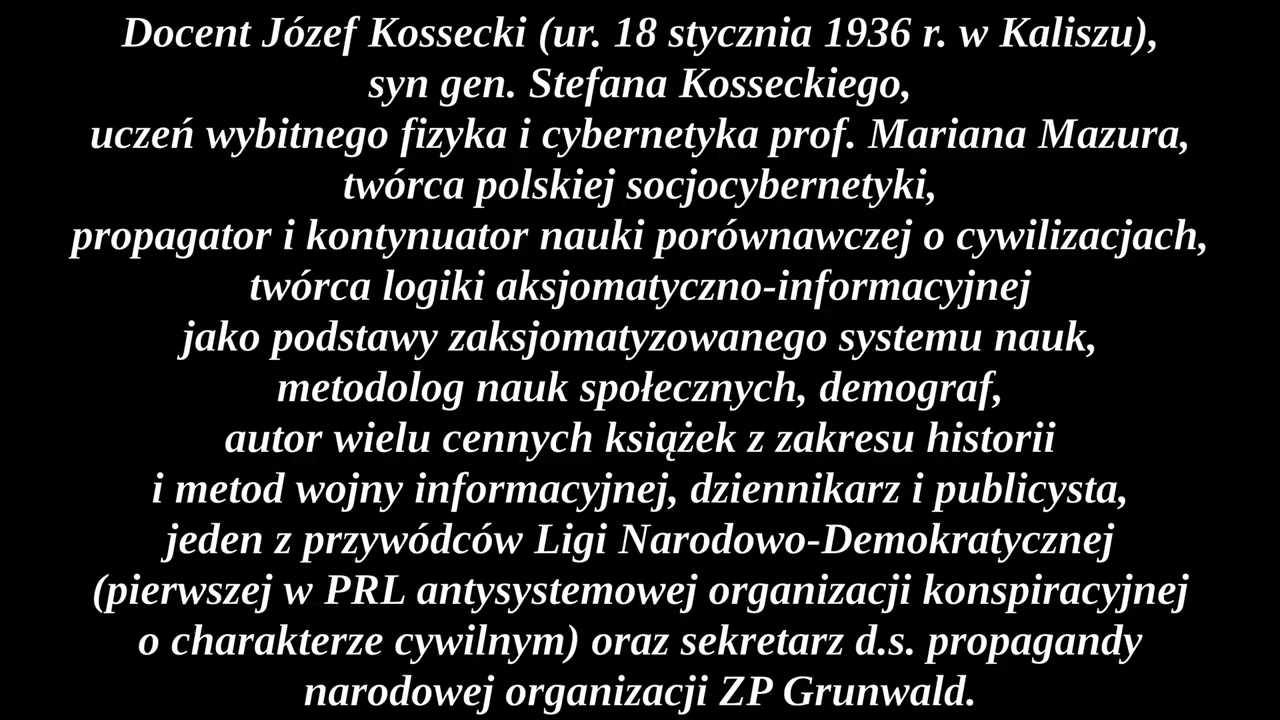 Docent Józef Kossecki (ur. 18 stycznia 1936 r. w Kaliszu),
syn gen. Stefana Kosseckiego,
uczeń wybitnego fizyka i cybernetyka prof. Mariana Mazura,
twórca polskiej socjocybernetyki,
propagator i kontynuator nauki porównawczej o cywilizacjach,
twórca logiki aksjomatyczno-informacyjnej
jako podstawy zaksjomatyzowanego systemu nauk,
metodolog nauk społecznych, demograf,
autor wielu cennych książek z zakresu historii
i metod wojny informacyjnej, dziennikarz i publicysta,
jeden z przywódców Ligi Narodowo-Demokratycznej
(pierwszej w PRL antysystemowej organizacji konspiracyjnej
o charakterze cywilnym) oraz sekretarz d.s. propagandy
narodowej organizacji ZP Grunwald.